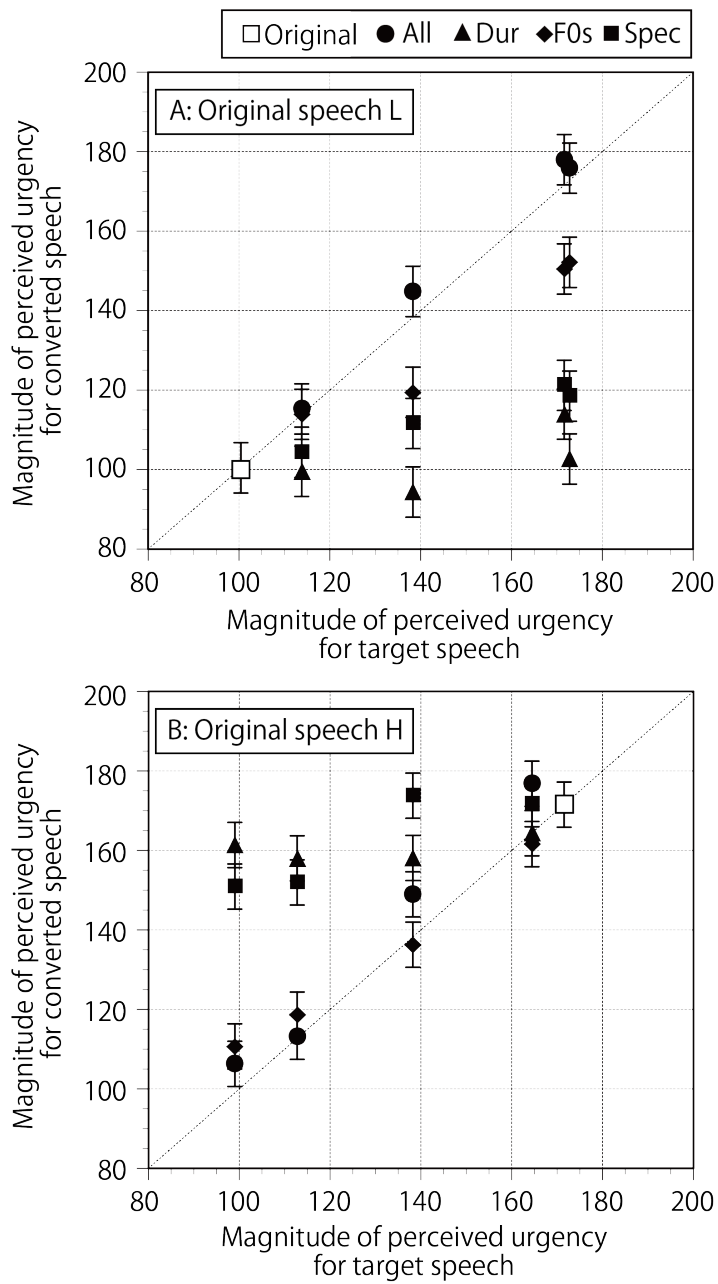 Original All Dur F0s Spec
A: Original speech L
Magnitude of perceived urgency
for converted speech
200
180
160
140
120
100
80
80 100 120 140 160 180 200
Magnitude of perceived urgency
for target speech
B: Original speech H
Magnitude of perceived urgency
for converted speech
200
180
160
140
120
100
80
80 100 120 140 160 180 200
Magnitude of perceived urgency
for target speech